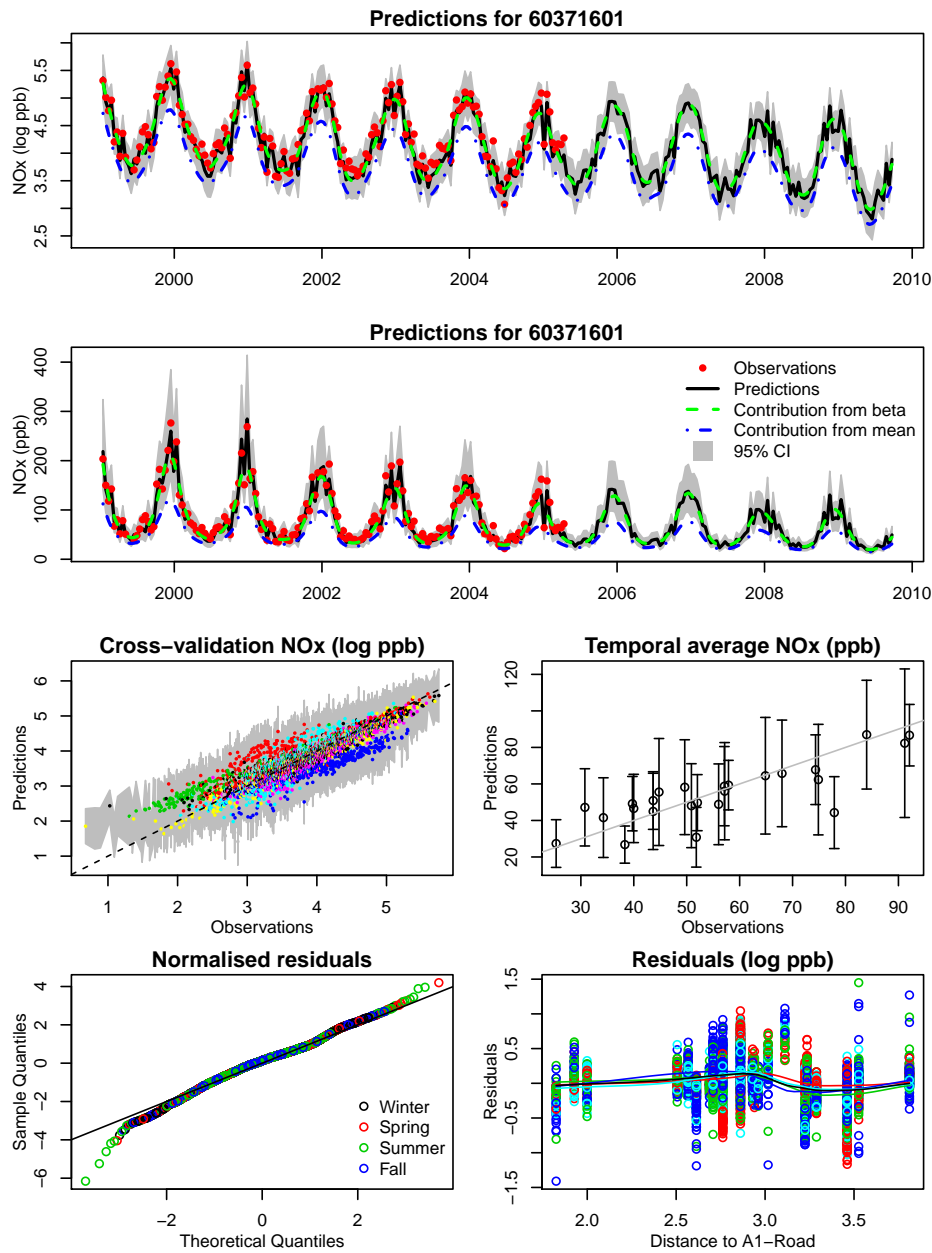 Predictions for 60371601
NOx (log ppb)
2.5 3.5 4.5 5.5
2000 2002 2004 2006 2008 2010
Predictions for 60371601
NOx (ppb)
0 100 200 300 400
Observations
Predictions
Contribution from beta
Contribution from mean
95% CI
2000 2002 2004 2006 2008 2010
Cross−validation NOx (log ppb)
Predictions
1 2 3 4 5 6
1 2 3 4 5
Observations
Temporal average NOx (ppb)
Predictions
20 40 60 80 120
30 40 50 60 70 80 90
Observations
Normalised residuals
Sample Quantiles
−6 −4 −2 0 2 4
Winter
Spring
Summer
Fall
−2 0 2
Theoretical Quantiles
Residuals (log ppb)
Residuals
−1.5 −0.5 0.5 1.5
2.0 2.5 3.0 3.5
Distance to A1−Road